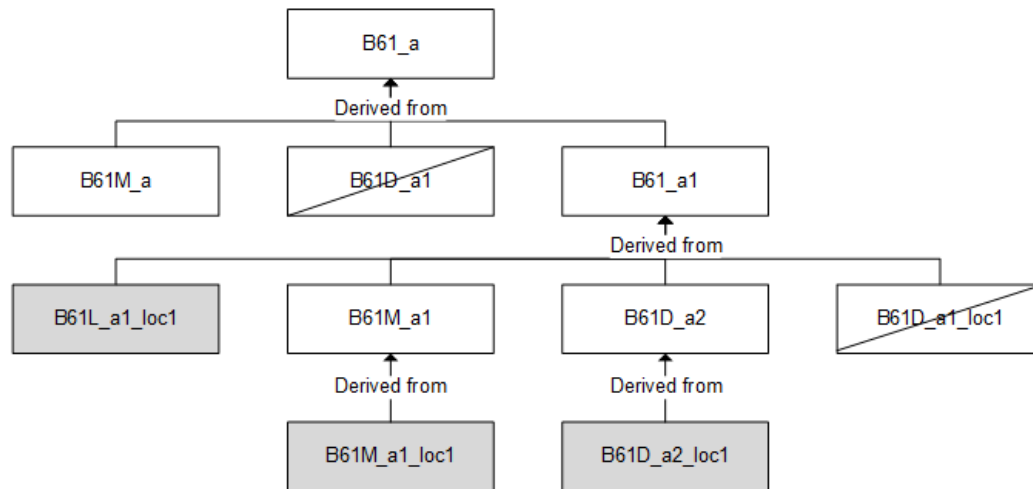 B61_a
Derived from
B61M_a
B61D_a1
B61_a1
Derived from
B61L_a1_loc1
B61M_a1
B61D_a2
B61D_a1_loc1
Derived from
Derived from
B61M_a1_loc1
B61D_a2_loc1